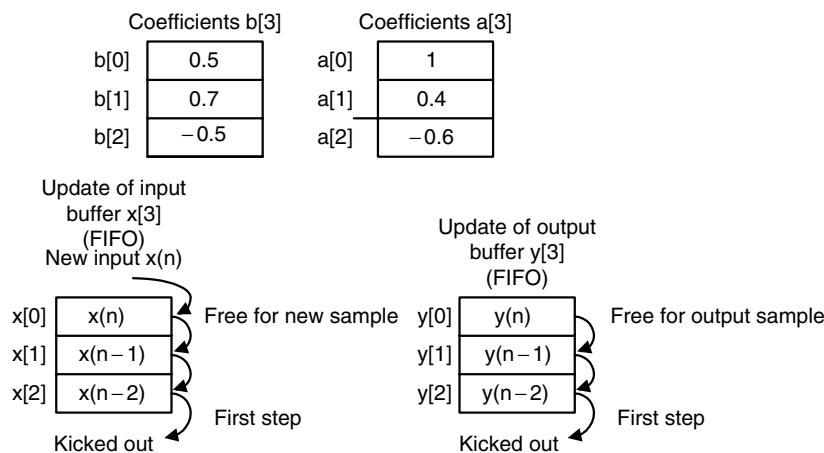 Coefficients b[3]
b[0] 0.5
b[1] 0.7
b[2] −0.5
Coefficients a[3]
a[0] 1
a[1] 0.4
a[2] −0.6
Update of input
buffer x[3]
(FIFO)
New input x(n)
x[0] x(n) Free for new sample
x[1] x(n−1)
x[2] x(n−2)
First step
Kicked out
Update of output
buffer y[3]
(FIFO)
y[0] y(n) Free for output sample
y[1] y(n−1)
y[2] y(n−2)
First step
Kicked out